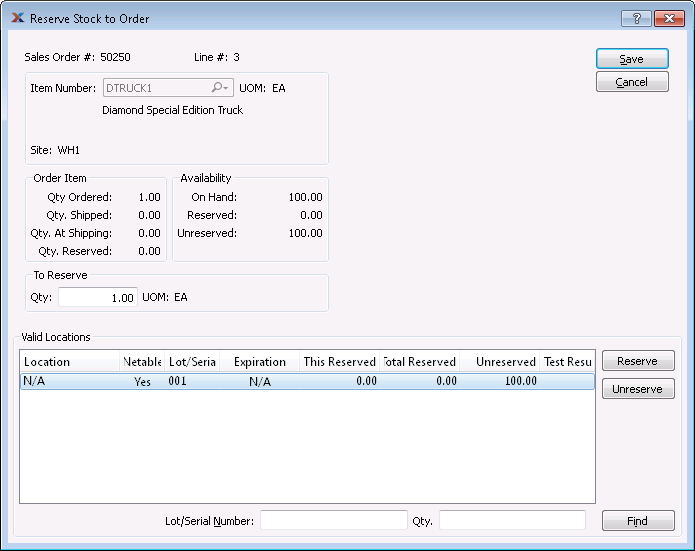 Reserve Stock to Order
?
Sales Order #: 50250 Line #: 3
Save
Item Number: DTRUCK1 UOM: EA
Cancel
Diamond Special Edition Truck
Site: WH1
Order Item
Qty Ordered: 1.00
Qty. Shipped: 0.00
Qty. At Shipping: 0.00
Qty. Reserved: 0.00
Availability
On Hand: 100.00
Reserved: 0.00
Unreserved: 100.00
To Reserve
Qty: 1.00 UOM: EA
Valid Locations
Location Netable Lot/Seria Expiration This Reserved Total Reserved Unreserved Test Resu
N/A Yes 001 N/A 0.00 0.00 100.00
Reserve
Unreserve
Lot/Serial Number: Qty. Find